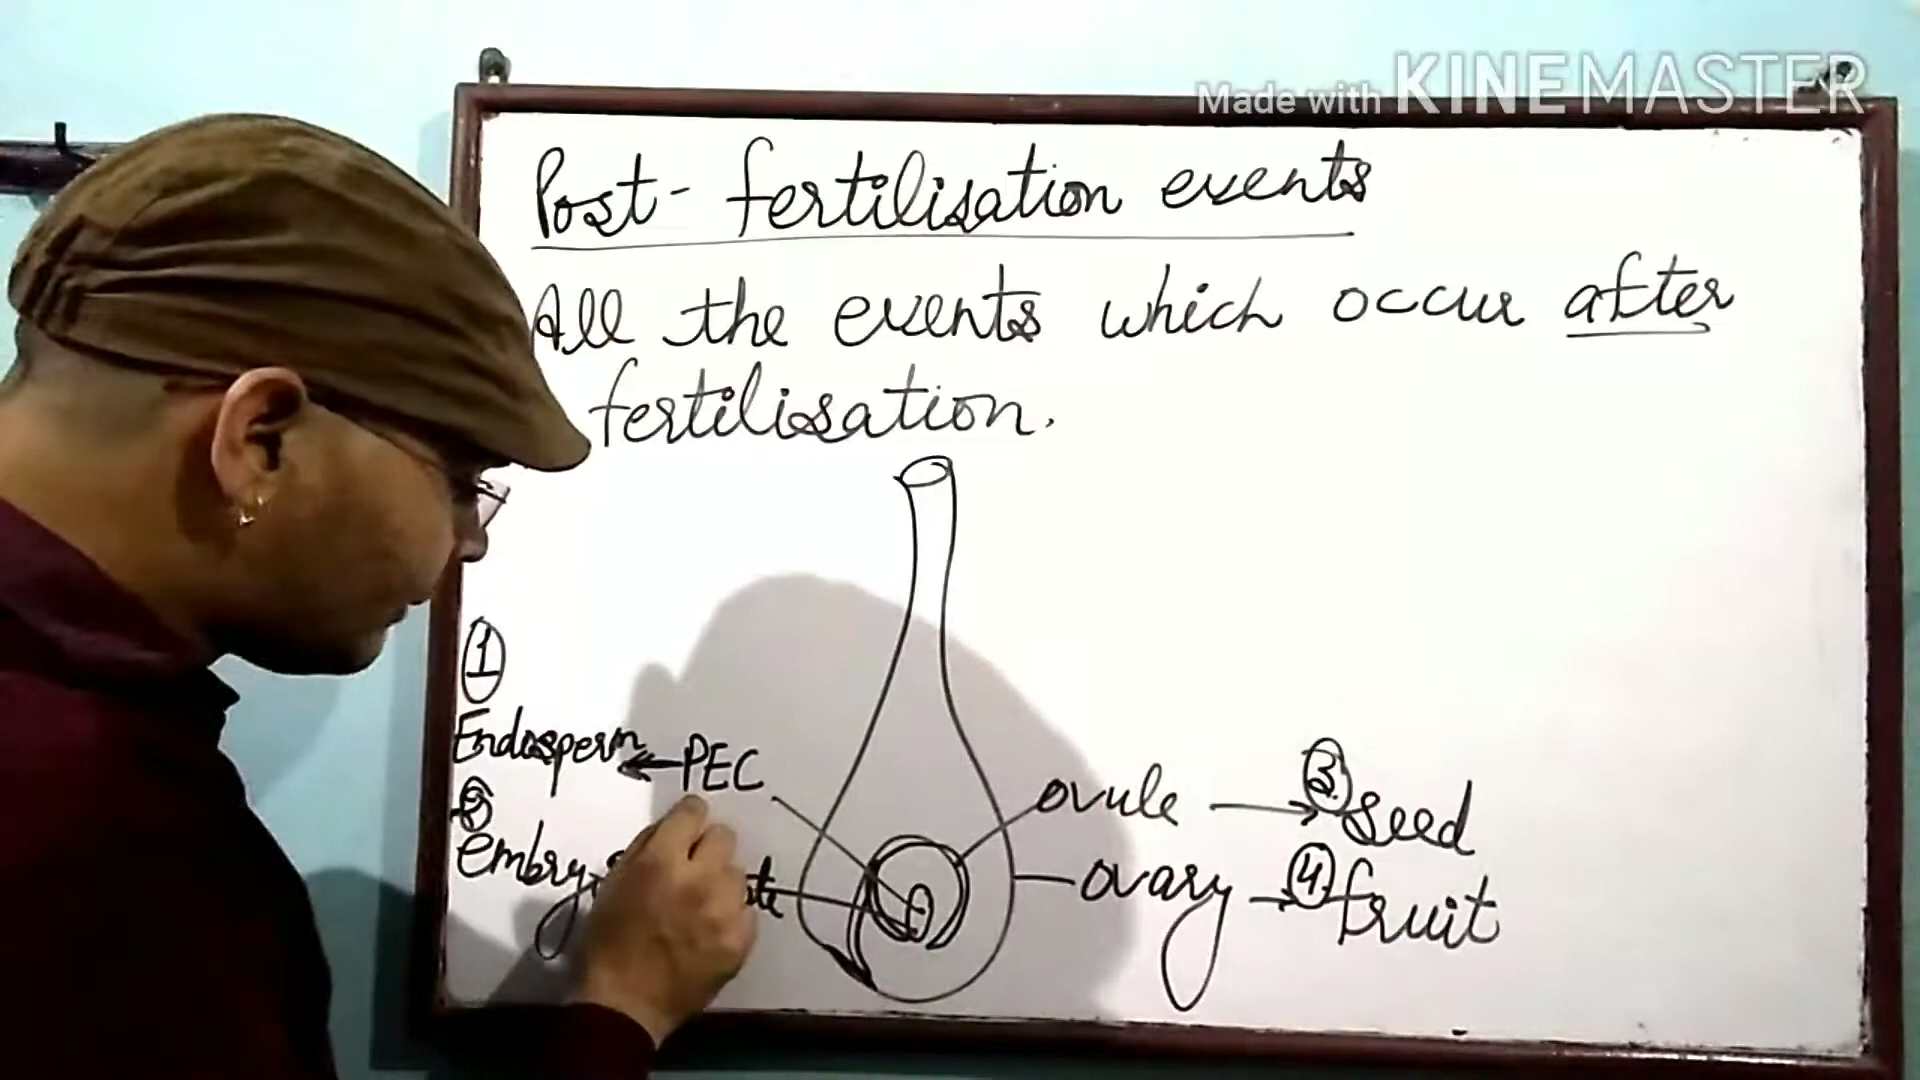 Made with KINEMASTER
Post-fertilisation events
All the events which occur after
fertilisation.
1
Endosperm ← PEC
ovule → 3. seed
2
embryo
ovary → 4. fruit